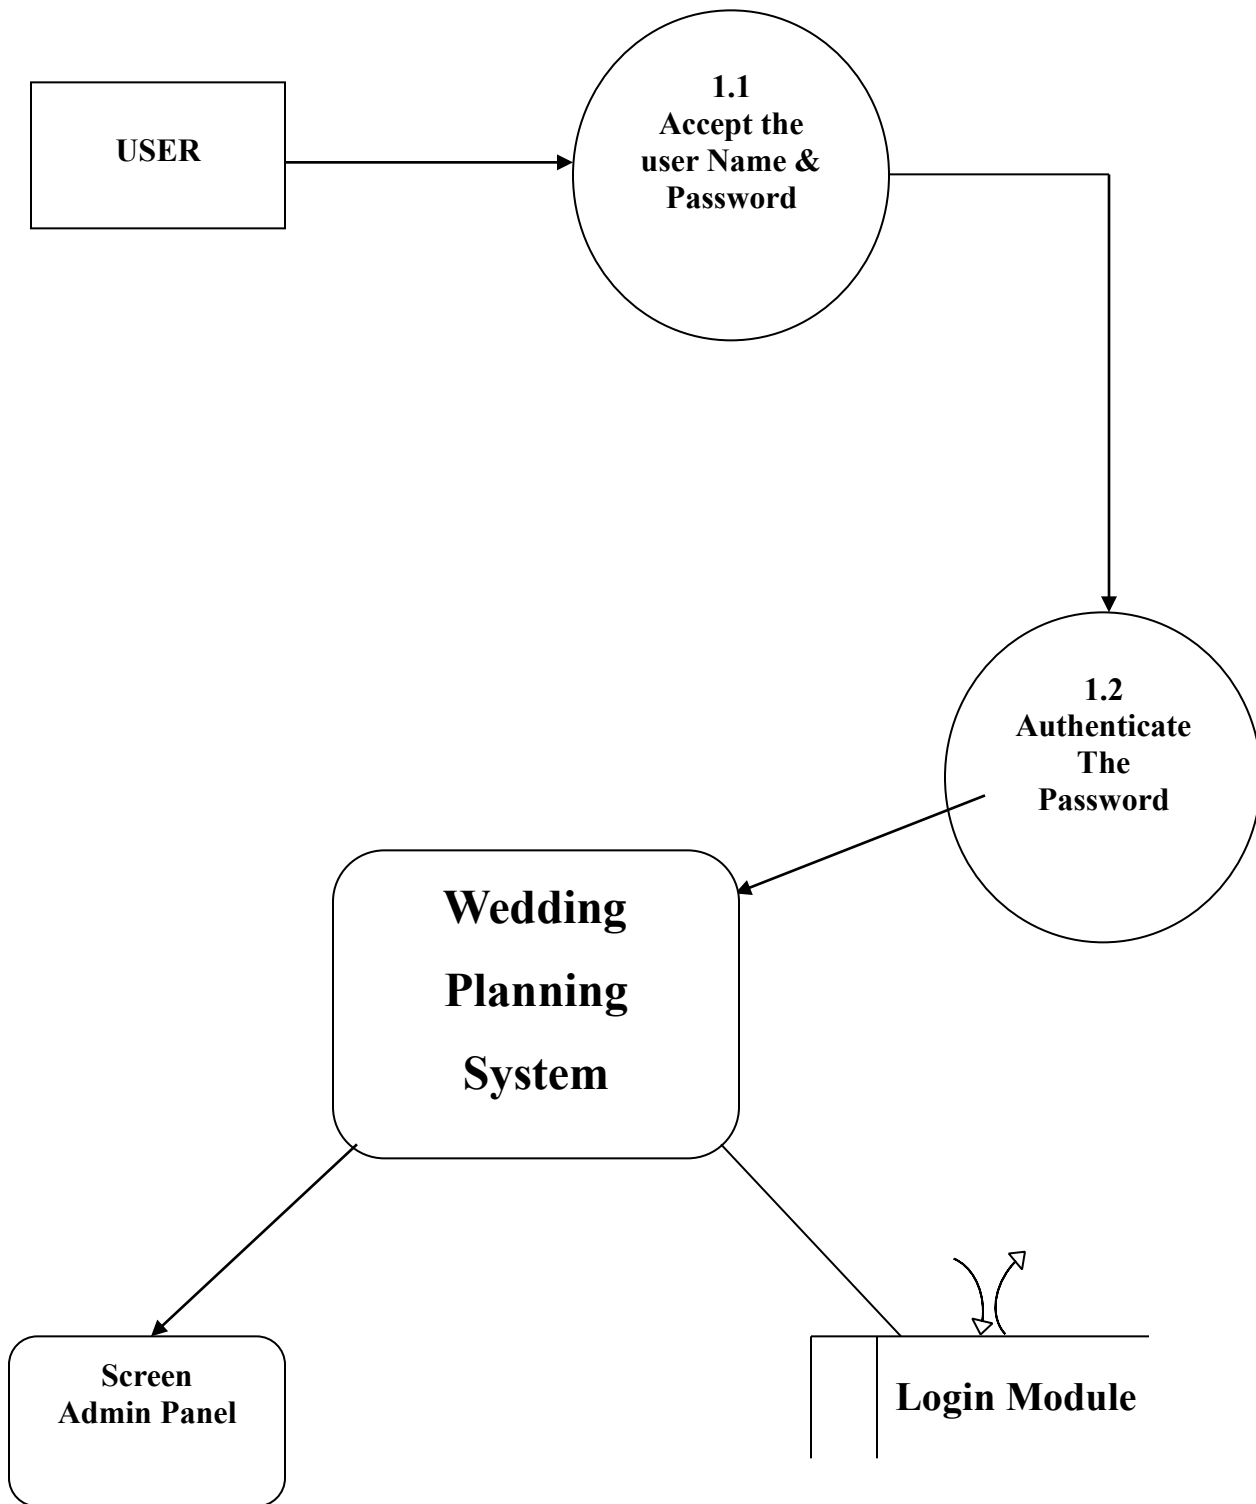 USER
1.1
Accept the
user Name &
Password
1.2
Authenticate
The
Password
Wedding
Planning
System
Screen
Admin Panel
Login Module